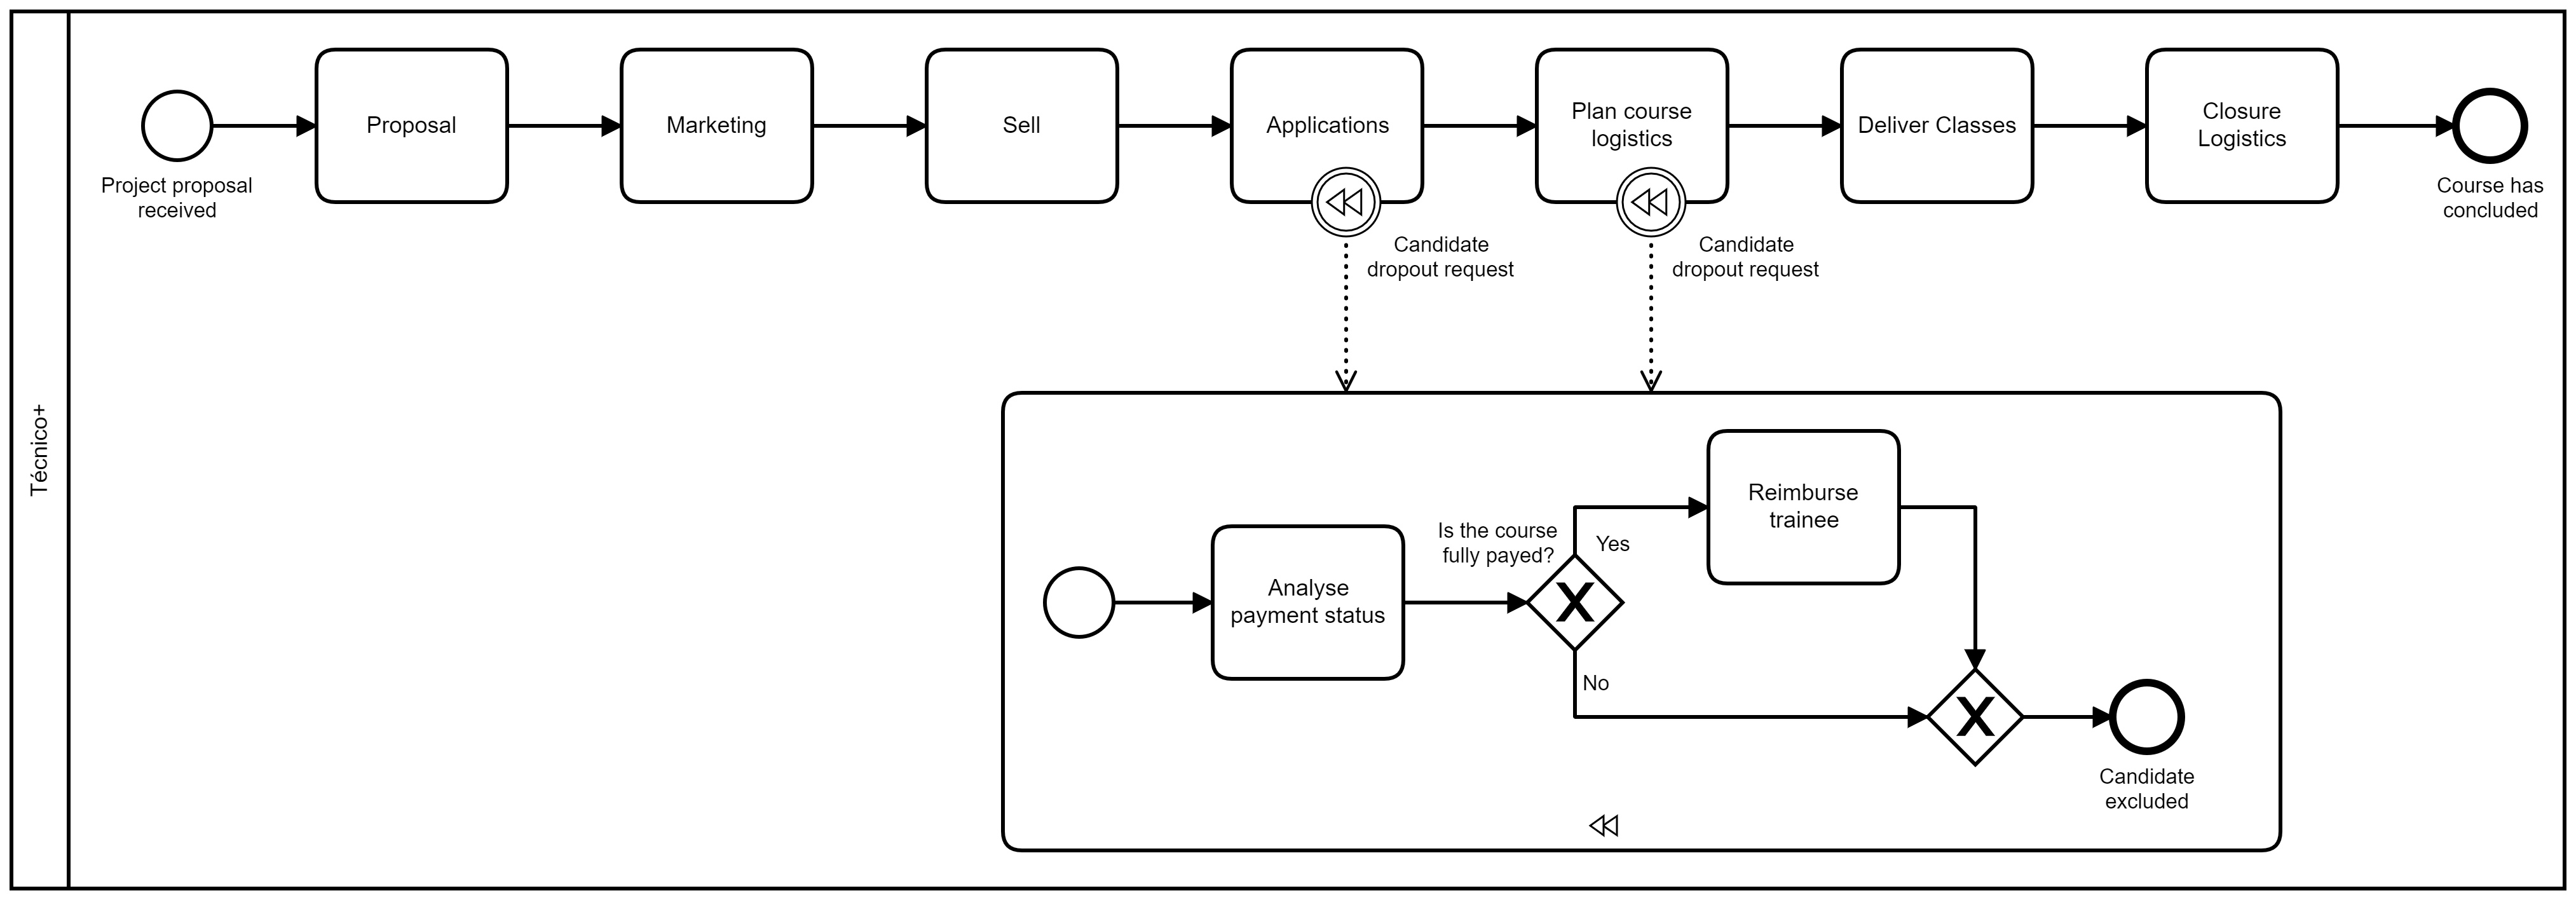 Técnico+
Project proposal
received
Proposal
Marketing
Sell
Applications
Candidate
dropout request
Plan course
logistics
Candidate
dropout request
Deliver Classes
Closure
Logistics
Course has
concluded
Analyse
payment status
Is the course
fully payed?
Yes
No
Reimburse
trainee
X
X
Candidate
excluded